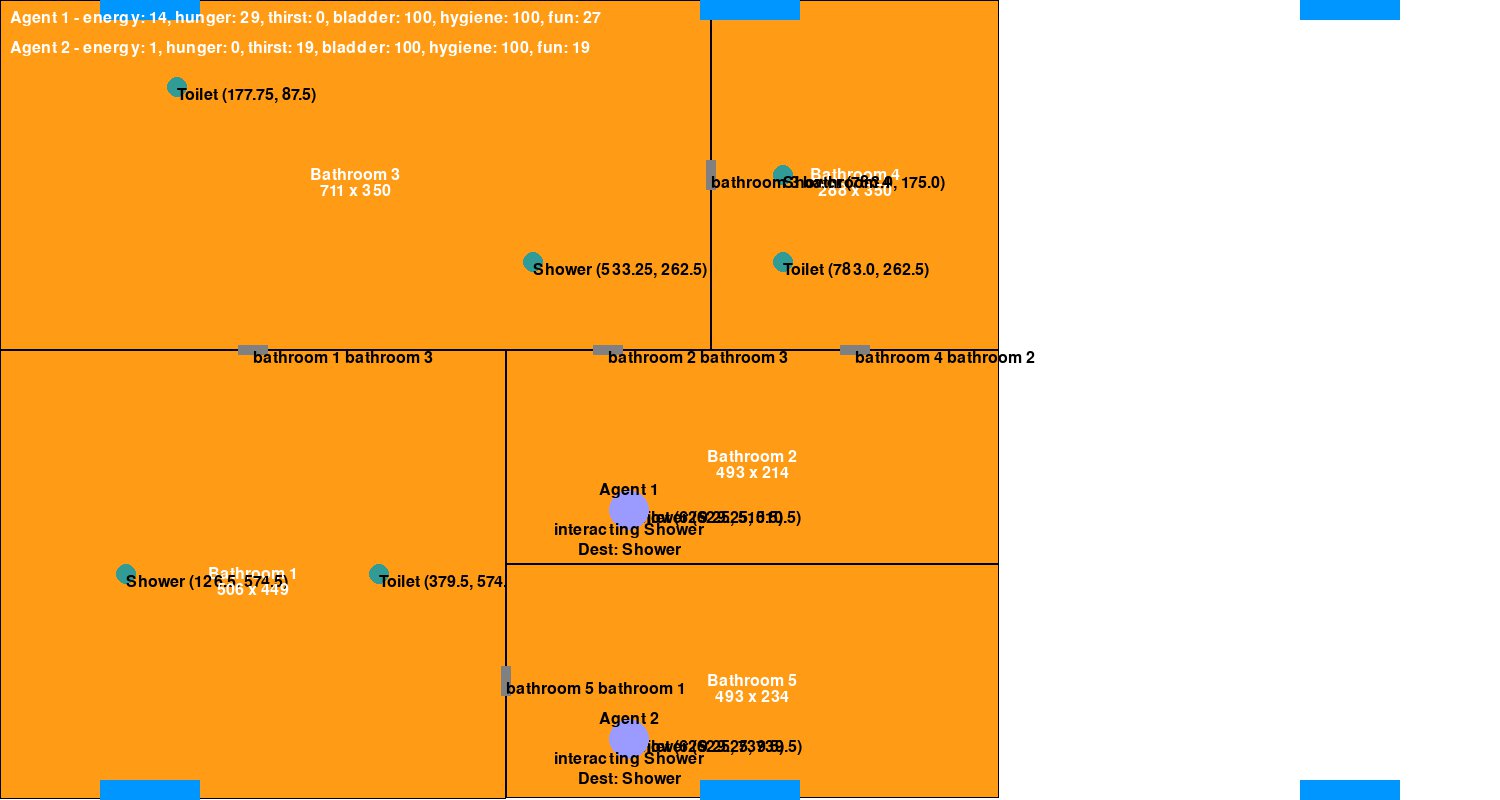 Agent 1 - energy: 14, hunger: 29, thirst: 0, bladder: 100, hygiene: 100, fun: 27
Agent 2 - energy: 1, hunger: 0, thirst: 19, bladder: 100, hygiene: 100, fun: 19
Toilet (177.75, 87.5)
Bathroom 3
711 x 350
Bathroom 4
288 x 350
bathroom 3 bathroom 4
175.0)
Shower (533.25, 262.5)
Toilet (783.0, 262.5)
bathroom 1 bathroom 3
bathroom 2 bathroom 3
bathroom 4 bathroom 2
Bathroom 2
493 x 214
Agent 1
interacting Shower
Dest: Shower
Bathroom 1
506 x 449
Shower (126.5, 574.5)
Toilet (379.5, 574.
Bathroom 5
493 x 234
bathroom 5 bathroom 1
Agent 2
interacting Shower
Dest: Shower